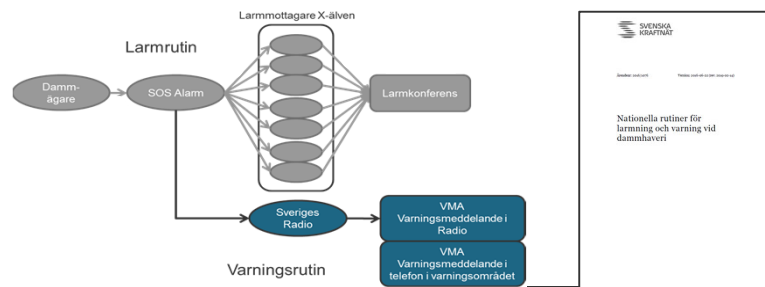 Larmmottagare X-älven
Larmrutin
Damm-
ägare
SOS Alarm
Larmkonferens
Sveriges
Radio
VMA
Varningsmeddelande i
Radio
VMA
Varningsmeddelande i
telefon i varningsområdet
Varningsrutin
SVENSKA
KRAFTNÄT
Nationella rutiner för
larmning och varning vid
dammhaveri